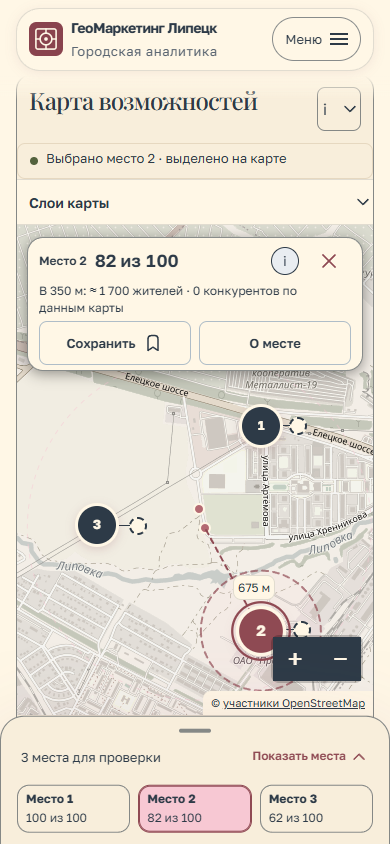 ГеоМаркетинг Липецк
Городская аналитика
Меню
Карта возможностей
i
Выбрано место 2 · выделено на карте
Слои карты
Место 2 82 из 100
i
В 350 м: ≈ 1 700 жителей · 0 конкурентов по
данным карты
Сохранить
О месте
кооператив
Металлист-19
Елецкое шоссе
1
Елецкое шоссе
улица Артёмова
3
улица Хренникова
Липовка
Липовка
675 м
2
ОАО
+ −
© участники OpenStreetMap
3 места для проверки
Показать места
Место 1
100 из 100
Место 2
82 из 100
Место 3
62 из 100